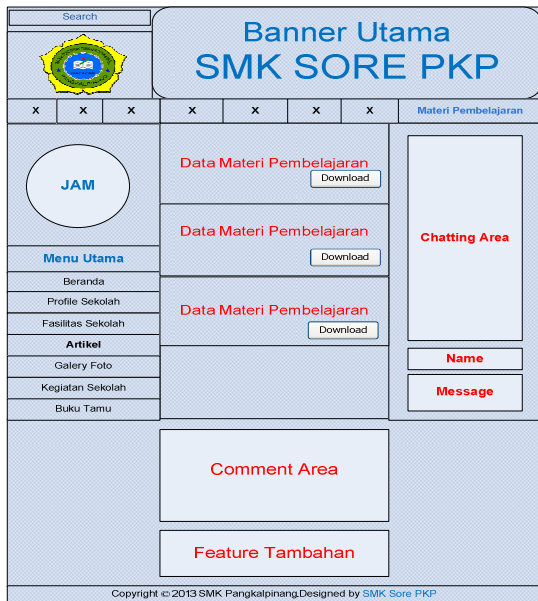 Search
Banner Utama
SMK SORE PKP
X X X X X X X Materi Pembelajaran
JAM
Menu Utama
Beranda
Profile Sekolah
Fasilitas Sekolah
Artikel
Galery Foto
Kegiatan Sekolah
Buku Tamu
Data Materi Pembelajaran
Download
Data Materi Pembelajaran
Download
Data Materi Pembelajaran
Download
Chatting Area
Name
Message
Comment Area
Feature Tambahan
Copyright © 2013 SMK Pangkalpinang.Designed by SMK Sore PKP